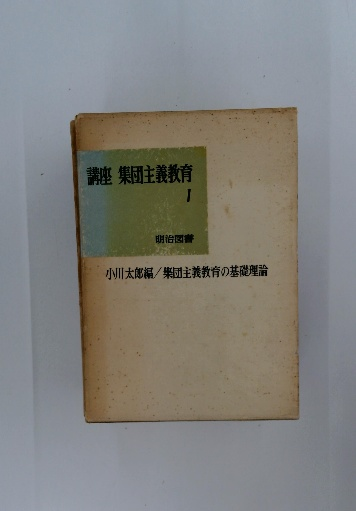 講座 集団主義教育
1
明治図書
小川太郎編/集団主義教育の基礎理論